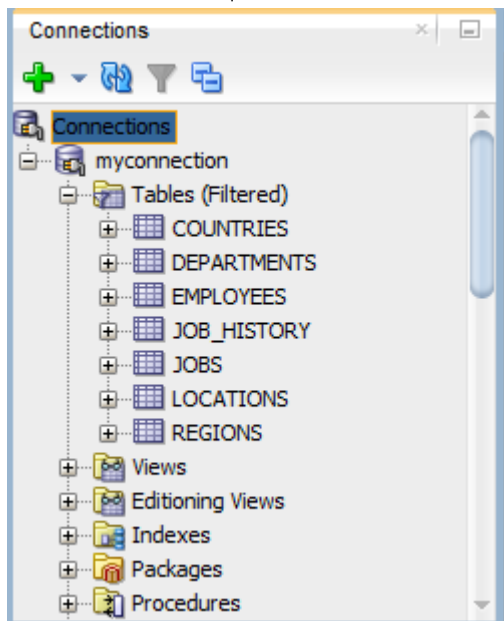 Connections
Connections
myconnection
Tables (Filtered)
COUNTRIES
DEPARTMENTS
EMPLOYEES
JOB_HISTORY
JOBS
LOCATIONS
REGIONS
Views
Editioning Views
Indexes
Packages
Procedures